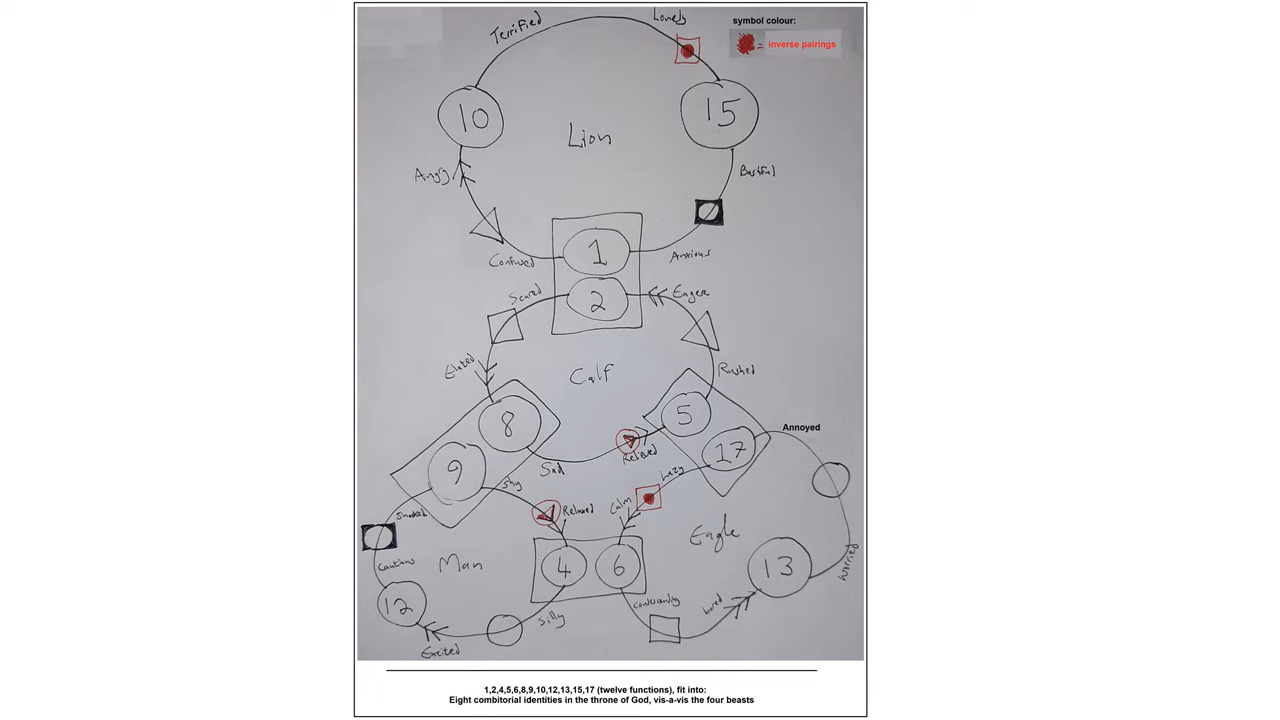 symbol colour:
= inverse pairings
Terrified
Lonely
10
15
Lion
Angry
Bashful
Confused
1
Anxious
Scared
2
Eager
Elated
Calf
Rushed
8
5
Annoyed
Sad
Relieved
17
9
Shy
Lazy
Relaxed
Calm
Eagle
Cautious
Man
4
6
13
Worried
12
Silly
Condescending
bored
Excited
1,2,4,5,6,8,9,10,12,13,15,17 (twelve functions), fit into:
Eight combitorial identities in the throne of God, vis-a-vis the four beasts